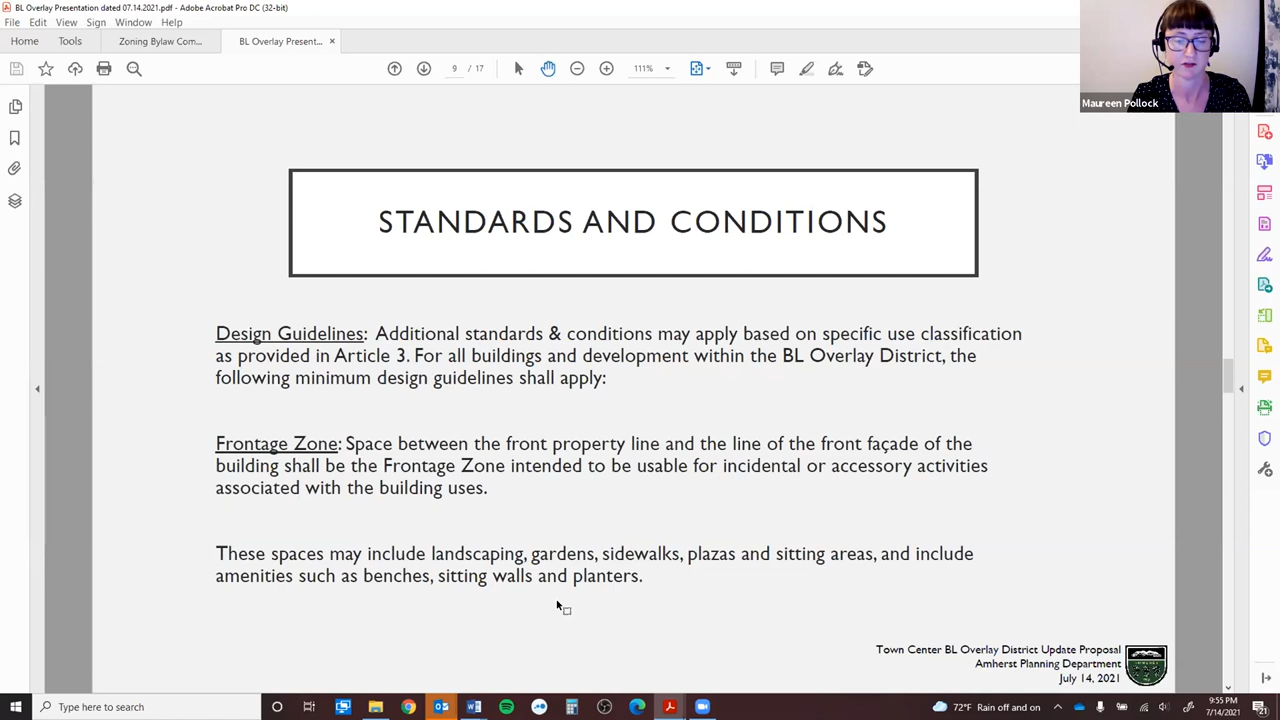 BL Overlay Presentation dated 07.14.2021.pdf - Adobe Acrobat Pro DC (32-bit)
File Edit View Sign Window Help
Home Tools Zoning Bylaw Com... BL Overlay Present... ×
9 / 17 111%
Maureen Pollock
STANDARDS AND CONDITIONS
Design Guidelines: Additional standards & conditions may apply based on specific use classification
as provided in Article 3. For all buildings and development within the BL Overlay District, the
following minimum design guidelines shall apply:
Frontage Zone: Space between the front property line and the line of the front façade of the
building shall be the Frontage Zone intended to be usable for incidental or accessory activities
associated with the building uses.
These spaces may include landscaping, gardens, sidewalks, plazas and sitting areas, and include
amenities such as benches, sitting walls and planters.
Town Center BL Overlay District Update Proposal
Amherst Planning Department
July 14, 2021
Type here to search
72°F Rain off and on
9:55 PM
7/14/2021
21